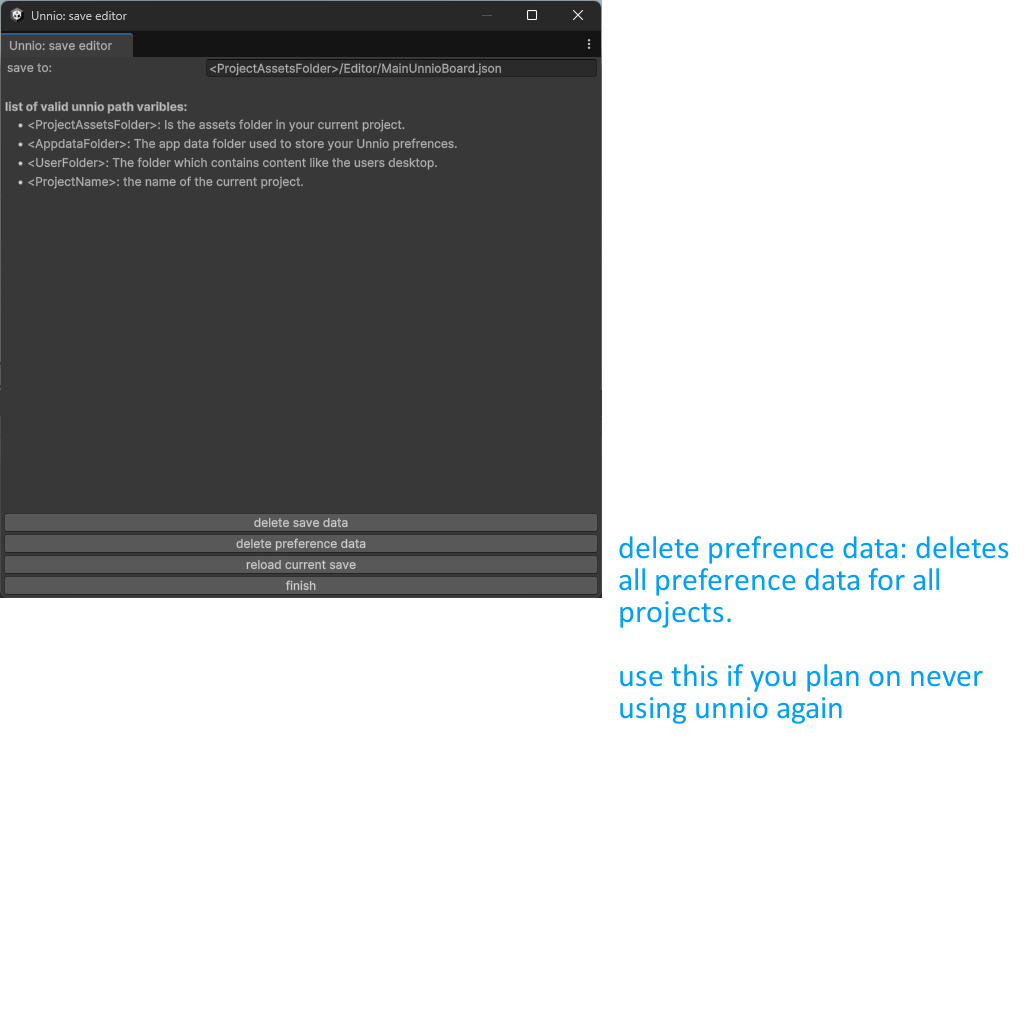 Unnio: save editor
Unnio: save editor
save to: <ProjectAssetsFolder>/Editor/MainUnnioBoard.json
list of valid unnio path varibles:
• <ProjectAssetsFolder>: Is the assets folder in your current project.
• <AppdataFolder>: The app data folder used to store your Unnio prefrences.
• <UserFolder>: The folder which contains content like the users desktop.
• <ProjectName>: the name of the current project.
delete save data
delete preference data
reload current save
finish
delete prefrence data: deletes
all preference data for all
projects.
use this if you plan on never
using unnio again